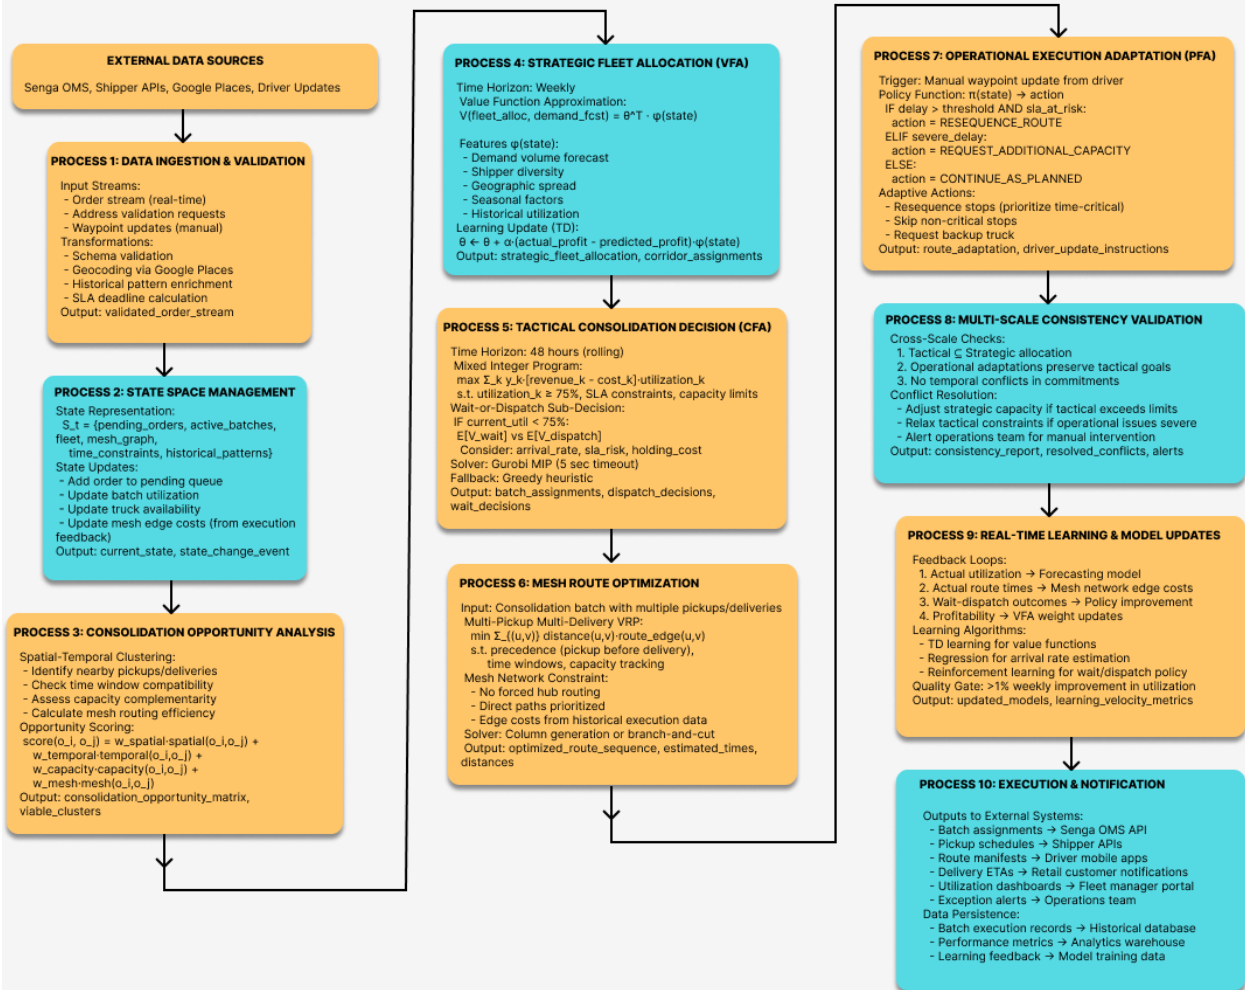 EXTERNAL DATA SOURCES
Senga OMS, Shipper APIs, Google Places, Driver Updates
PROCESS 1: DATA INGESTION & VALIDATION
Input Streams:
- Order stream (real-time)
- Address validation requests
- Waypoint updates (manual)
Transformations:
- Schema validation
- Geocoding via Google Places
- Historical pattern enrichment
- SLA deadline calculation
Output: validated_order_stream
PROCESS 2: STATE SPACE MANAGEMENT
State Representation:
S_t = {pending_orders, active_batches,
fleet, mesh_graph,
time_constraints, historical_patterns}
State Updates:
- Add order to pending queue
- Update batch utilization
- Update truck availability
- Update mesh edge costs (from execution
feedback)
Output: current_state, state_change_event
PROCESS 3: CONSOLIDATION OPPORTUNITY ANALYSIS
Spatial-Temporal Clustering:
- Identify nearby pickups/deliveries
- Check time window compatibility
- Assess capacity complementarity
- Calculate mesh routing efficiency
Opportunity Scoring:
score(o_i, o_j) = w_spatial·spatial(o_i,o_j) +
w_temporal·temporal(o_i,o_j) +
w_capacity·capacity(o_i,o_j) +
w_mesh·mesh(o_i,o_j)
Output: consolidation_opportunity_matrix,
viable_clusters
PROCESS 4: STRATEGIC FLEET ALLOCATION (VFA)
Time Horizon: Weekly
Value Function Approximation:
V(fleet_alloc, demand_fcst) = θ^T · φ(state)
Features φ(state):
- Demand volume forecast
- Shipper diversity
- Geographic spread
- Seasonal factors
- Historical utilization
Learning Update (TD):
θ ← θ + α·(actual_profit - predicted_profit)·φ(state)
Output: strategic_fleet_allocation, corridor_assignments
PROCESS 5: TACTICAL CONSOLIDATION DECISION (CFA)
Time Horizon: 48 hours (rolling)
Mixed Integer Program:
max Σ_k y_k·[revenue_k - cost_k]·utilization_k
s.t. utilization_k ≥ 75%, SLA constraints, capacity limits
Wait-or-Dispatch Sub-Decision:
IF current_util < 75%:
E[V_wait] vs E[V_dispatch]
Consider: arrival_rate, sla_risk, holding_cost
Solver: Gurobi MIP (5 sec timeout)
Fallback: Greedy heuristic
Output: batch_assignments, dispatch_decisions,
wait_decisions
PROCESS 6: MESH ROUTE OPTIMIZATION
Input: Consolidation batch with multiple pickups/deliveries
Multi-Pickup Multi-Delivery VRP:
min Σ_{(u,v)} distance(u,v)·route_edge(u,v)
s.t. precedence (pickup before delivery),
time windows, capacity tracking
Mesh Network Constraint:
- No forced hub routing
- Direct paths prioritized
- Edge costs from historical execution data
Solver: Column generation or branch-and-cut
Output: optimized_route_sequence, estimated_times,
distances
PROCESS 7: OPERATIONAL EXECUTION ADAPTATION (PFA)
Trigger: Manual waypoint update from driver
Policy Function: π(state) → action
IF delay > threshold AND sla_at_risk:
action = RESEQUENCE_ROUTE
ELIF severe_delay:
action = REQUEST_ADDITIONAL_CAPACITY
ELSE:
action = CONTINUE_AS_PLANNED
Adaptive Actions:
- Resequence stops (prioritize time-critical)
- Skip non-critical stops
- Request backup truck
Output: route_adaptation, driver_update_instructions
PROCESS 8: MULTI-SCALE CONSISTENCY VALIDATION
Cross-Scale Checks:
1. Tactical ⊆ Strategic allocation
2. Operational adaptations preserve tactical goals
3. No temporal conflicts in commitments
Conflict Resolution:
- Adjust strategic capacity if tactical exceeds limits
- Relax tactical constraints if operational issues severe
- Alert operations team for manual intervention
Output: consistency_report, resolved_conflicts, alerts
PROCESS 9: REAL-TIME LEARNING & MODEL UPDATES
Feedback Loops:
1. Actual utilization → Forecasting model
2. Actual route times → Mesh network edge costs
3. Wait-dispatch outcomes → Policy improvement
4. Profitability → VFA weight updates
Learning Algorithms:
- TD learning for value functions
- Regression for arrival rate estimation
- Reinforcement learning for wait/dispatch policy
Quality Gate: >1% weekly improvement in utilization
Output: updated_models, learning_velocity_metrics
PROCESS 10: EXECUTION & NOTIFICATION
Outputs to External Systems:
- Batch assignments → Senga OMS API
- Pickup schedules → Shipper APIs
- Route manifests → Driver mobile apps
- Delivery ETAs → Retail customer notifications
- Utilization dashboards → Fleet manager portal
- Exception alerts → Operations team
Data Persistence:
- Batch execution records → Historical database
- Performance metrics → Analytics warehouse
- Learning feedback → Model training data